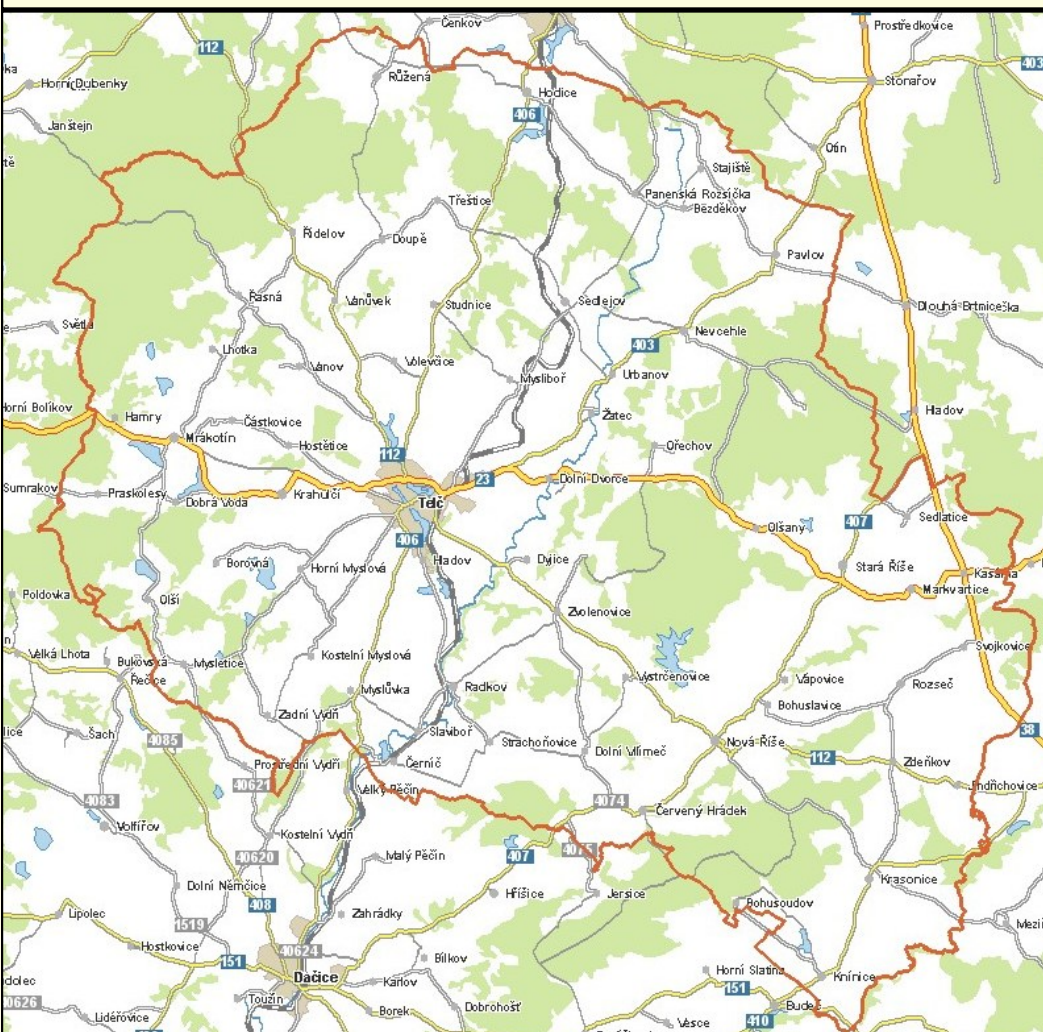 Čenkov
Prostředkovice
112
403
Růžená
Stonařov
Horní Dubenky
Hodice
406
Janštejn
Otín
Stajiště
Panenská Rozsíčka
Bezděkov
Třeštice
Řídelov
Doupě
Pavlov
Řasná
Vanůvek
Studnice
Sedlejov
Dlouhá Brtnička
Světlá
Nevcehle
403
Lhotka
Vanov
Volevčice
Mysliboř
Urbanov
Horní Bolíkov
Hamry
Částkovice
Žatec
Hladov
Mrákotín
Hostětice
Ořechov
112
Sumrakov
Praskolesy
Dobrá Voda
Krahulčí
Telč
23
Dolní Dvorce
Olšany
407
Sedlatice
406
Borovná
Horní Myslová
Hladov
Dyjice
Stará Říše
Kasárna
Markvartice
Poldovka
Olší
Zvolenovice
Velká Lhota
Bukovská
Řečice
Mysletice
Kostelní Myslová
Svojkovice
Myslůvka
Radkov
Vystrčenovice
Vápovice
Rozseč
Bohuslavice
Zadní Vydří
Šach
4085
Slaviboř
Strachoňovice
Dolní Vilímeč
Nová Říše
38
112
Zdeňkov
Prostřední Vydří
40621
Černíč
Velký Pěčín
Jindřichovice
4083
4074
Volfířov
Červený Hrádek
Kostelní Vydří
40620
Malý Pěčín
407
4075
Dolní Němčice
Hříšice
Jersice
Krasonice
408
Bohusoudov
Lipolec
1519
Zahrádky
Hostkovice
40624
151
Bílkov
Horní Slatina
Knínice
Dačice
151
Karlov
40626
Toužín
Dobrohošť
Budeč
Lidéřovice
Borek
Vesce
410